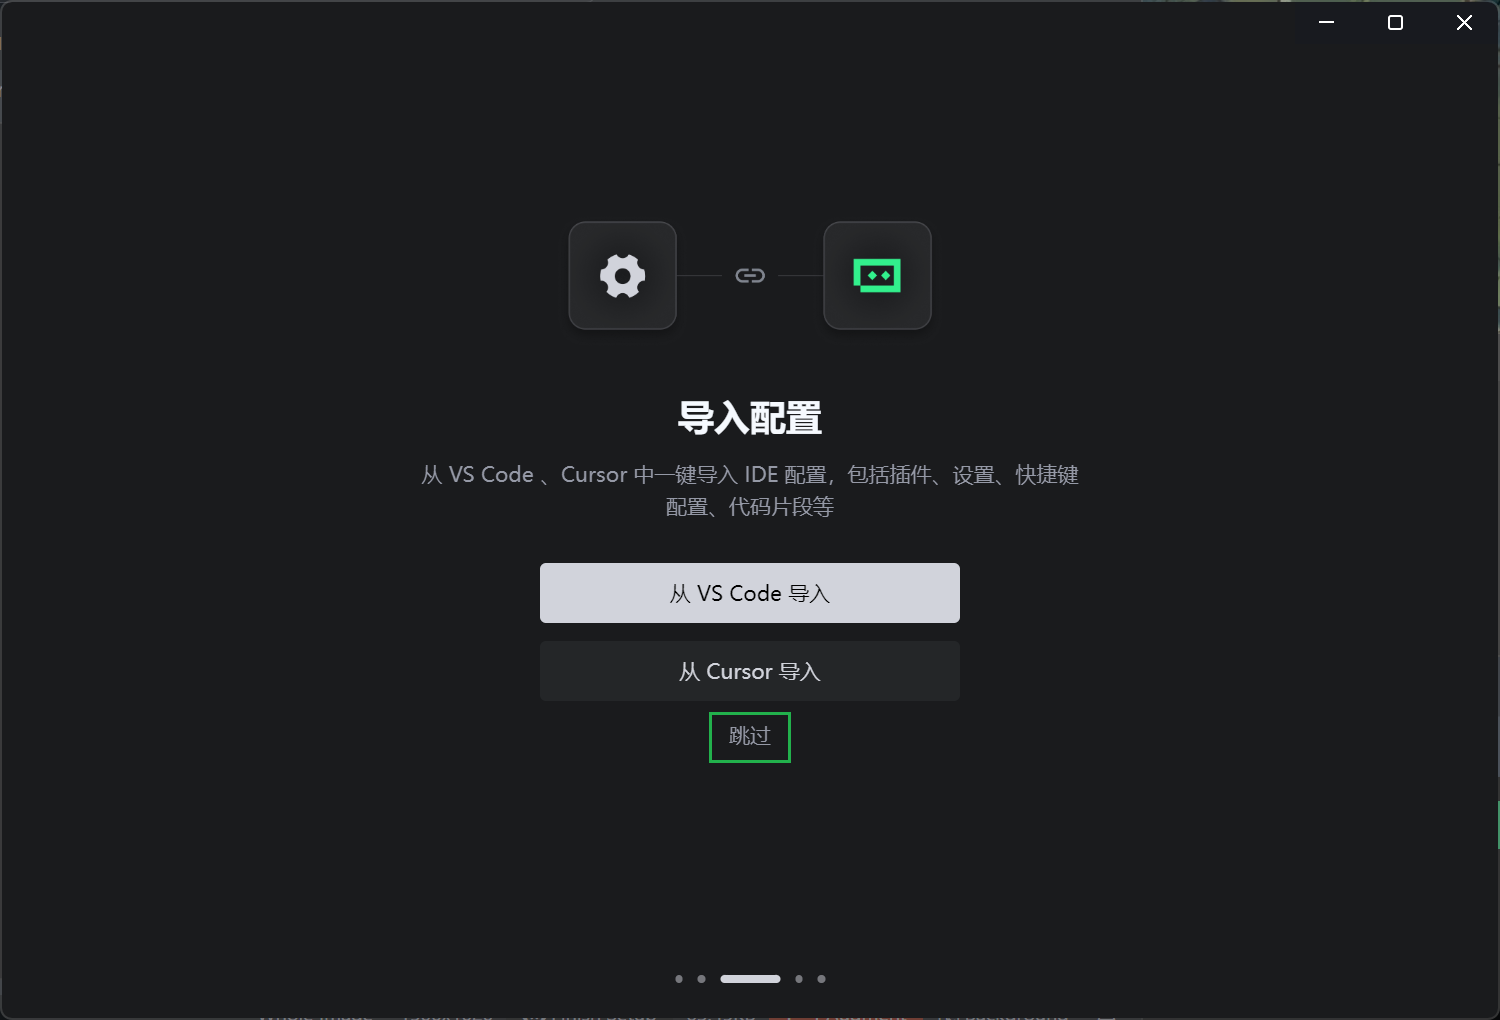 导入配置
从 VS Code 、Cursor 中一键导入 IDE 配置，包括插件、设置、快捷键
配置、代码片段等
从 VS Code 导入
从 Cursor 导入
跳过